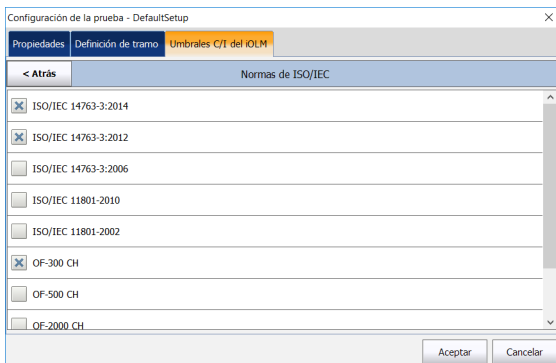 Configuración de la prueba - DefaultSetup
Propiedades Definición de tramo Umbrales C/I del iOLM
< Atrás Normas de ISO/IEC
ISO/IEC 14763-3:2014
ISO/IEC 14763-3:2012
ISO/IEC 14763-3:2006
ISO/IEC 11801-2010
ISO/IEC 11801-2002
OF-300 CH
OF-500 CH
OF-2000 CH
Aceptar Cancelar